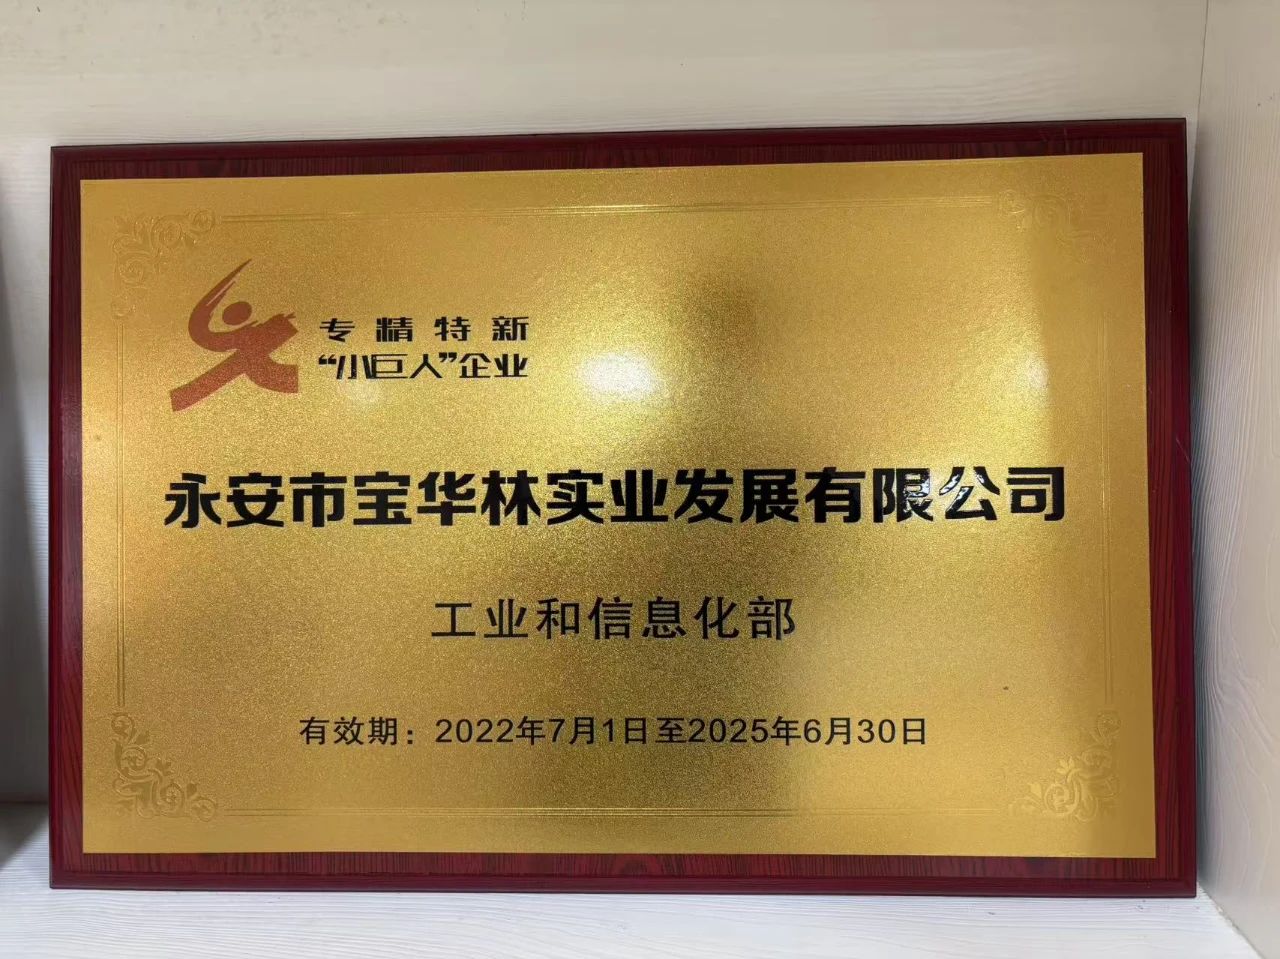 专精特新
“小巨人”企业
永安市宝华林实业发展有限公司
工业和信息化部
有效期：2022年7月1日至2025年6月30日